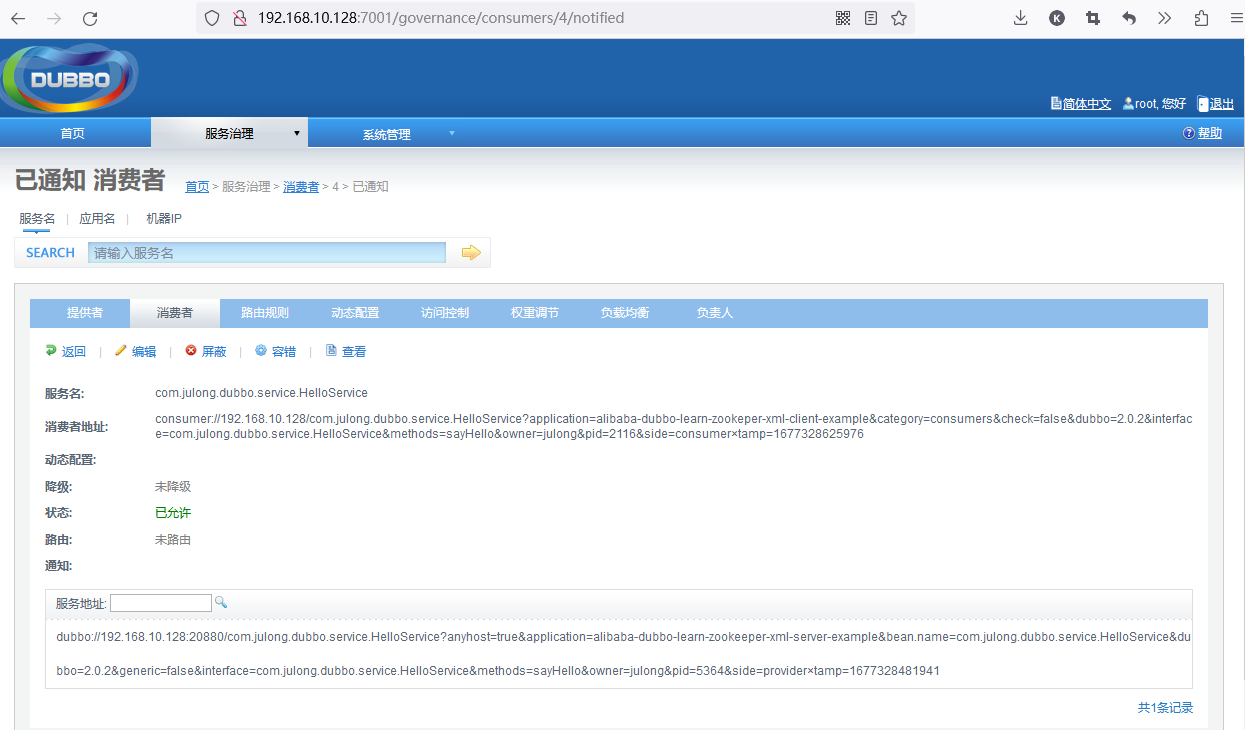 192.168.10.128:7001/governance/consumers/4/notified
K
DUBBO
简体中文 root, 您好 退出
首页 服务治理 系统管理 帮助
已通知 消费者 首页 > 服务治理 > 消费者 > 4 > 已通知
服务名 | 应用名 | 机器IP
SEARCH 请输入服务名
提供者 消费者 路由规则 动态配置 访问控制 权重调节 负载均衡 负责人
返回 | 编辑 | 屏蔽 | 容错 | 查看
服务名: com.julong.dubbo.service.HelloService
消费者地址: consumer://192.168.10.128/com.julong.dubbo.service.HelloService?application=alibaba-dubbo-learn-zookeper-xml-client-example&category=consumers&check=false&dubbo=2.0.2&interfac
e=com.julong.dubbo.service.HelloService&methods=sayHello&owner=julong&pid=2116&side=consumer×tamp=1677328625976
动态配置:
降级: 未降级
状态: 已允许
路由: 未路由
通知:
服务地址:
dubbo://192.168.10.128:20880/com.julong.dubbo.service.HelloService?anyhost=true&application=alibaba-dubbo-learn-zookeeper-xml-server-example&bean.name=com.julong.dubbo.service.HelloService&du
bbo=2.0.2&generic=false&interface=com.julong.dubbo.service.HelloService&methods=sayHello&owner=julong&pid=5364&side=provider×tamp=1677328481941
共1条记录